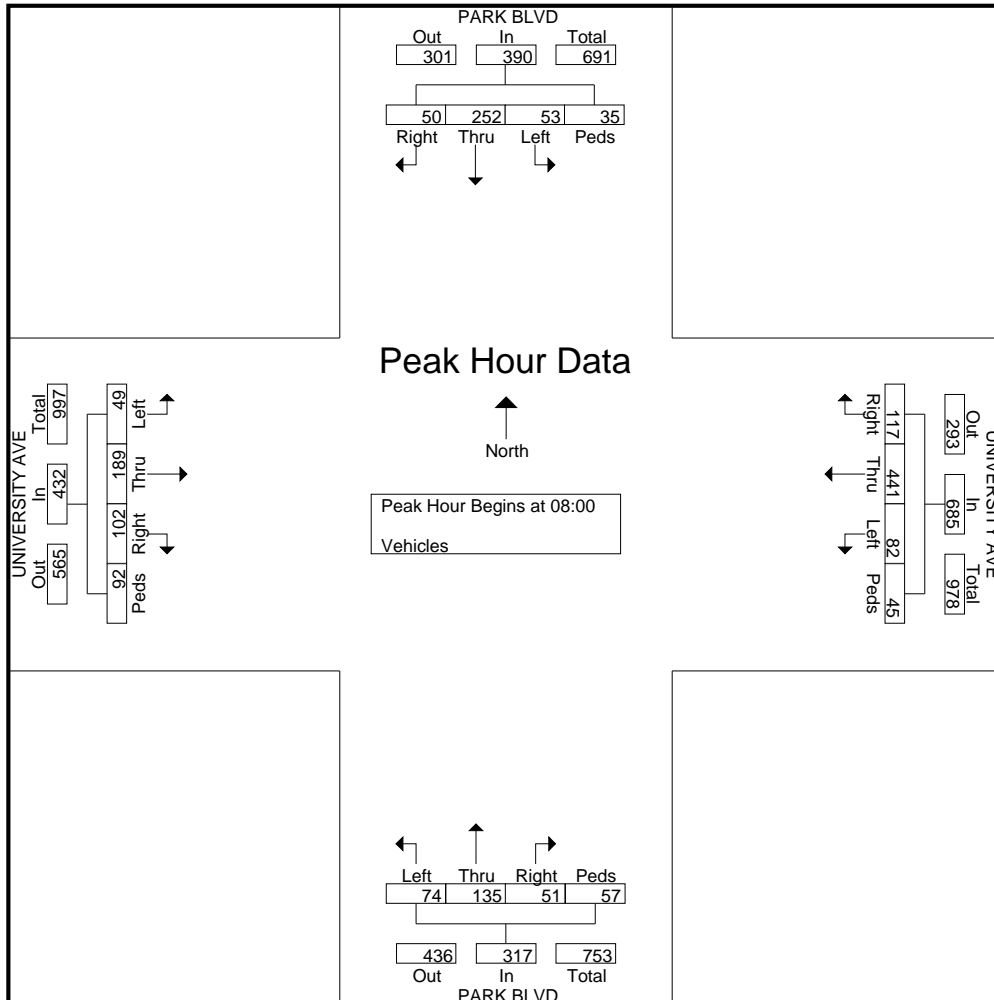 PARK BLVD
Out In Total
301 390 691
50 252 53 35
Right Thru Left Peds
Peak Hour Data
North
Peak Hour Begins at 08:00
Vehicles
UNIVERSITY AVE
Out In Total
565 432 997
92 102 189 49
Peds Right Thru Left
UNIVERSITY AVE
Out In Total
293 685 978
117 441 82 45
Right Thru Left Peds
Left Thru Right Peds
74 135 51 57
436 317 753
Out In Total
PARK BLVD